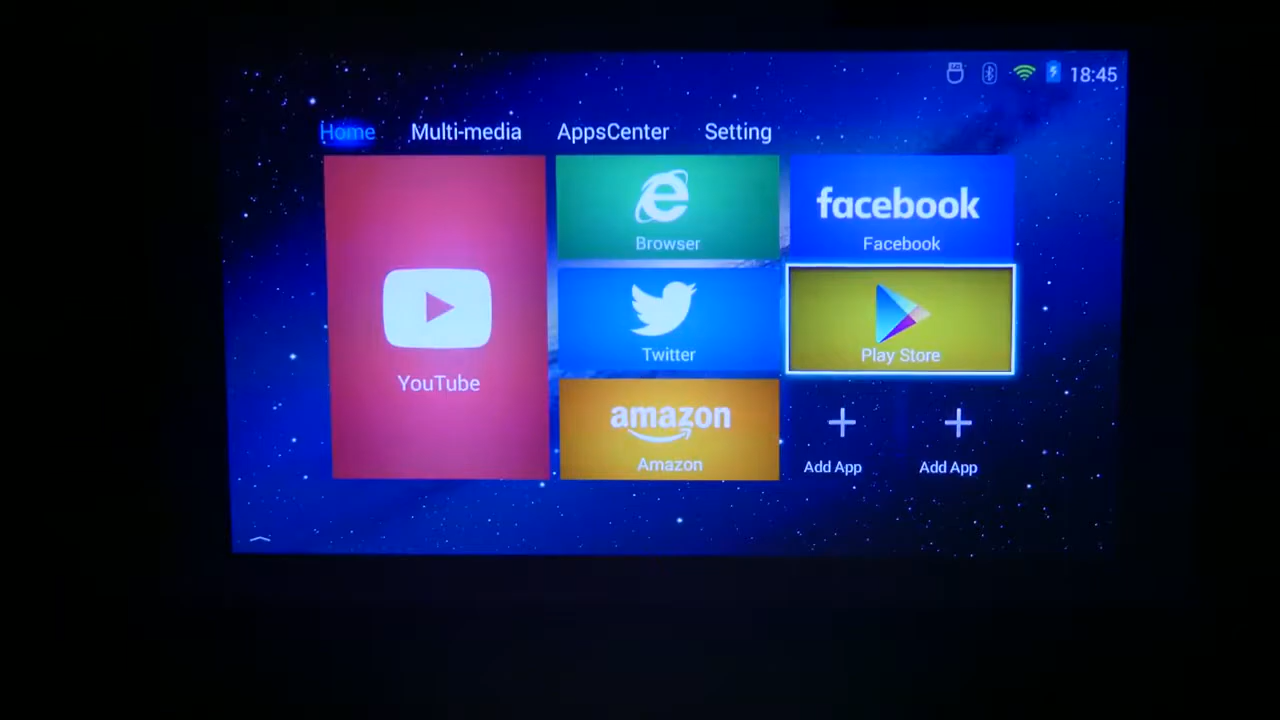 18:45
Home Multi-media AppsCenter Setting
YouTube
Browser
facebook
Facebook
Twitter
Play Store
amazon
Amazon
Add App
Add App